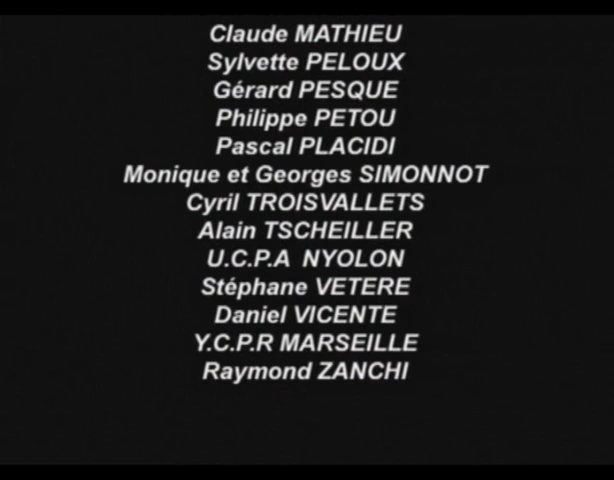 Claude MATHIEU
Sylvette PELOUX
Gérard PESQUE
Philippe PETOU
Pascal PLACIDI
Monique et Georges SIMONNOT
Cyril TROISVALLETS
Alain TSCHEILLER
U.C.P.A NYOLON
Stéphane VETERE
Daniel VICENTE
Y.C.P.R MARSEILLE
Raymond ZANCHI